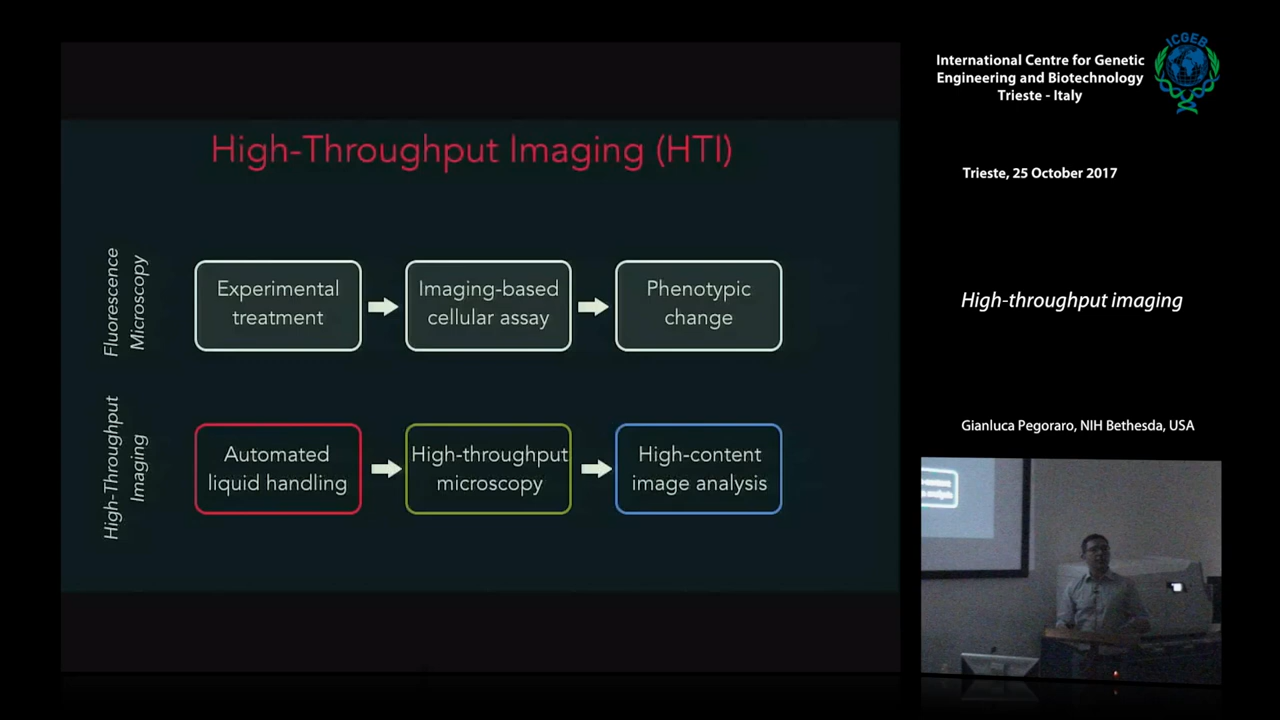 High-Throughput Imaging (HTI)
Fluorescence
Microscopy
Experimental
treatment
Imaging-based
cellular assay
Phenotypic
change
High-Throughput
Imaging
Automated
liquid handling
High-throughput
microscopy
High-content
image analysis
International Centre for Genetic
Engineering and Biotechnology
Trieste - Italy
ICGEB
Trieste, 25 October 2017
High-throughput imaging
Gianluca Pegoraro, NIH Bethesda, USA